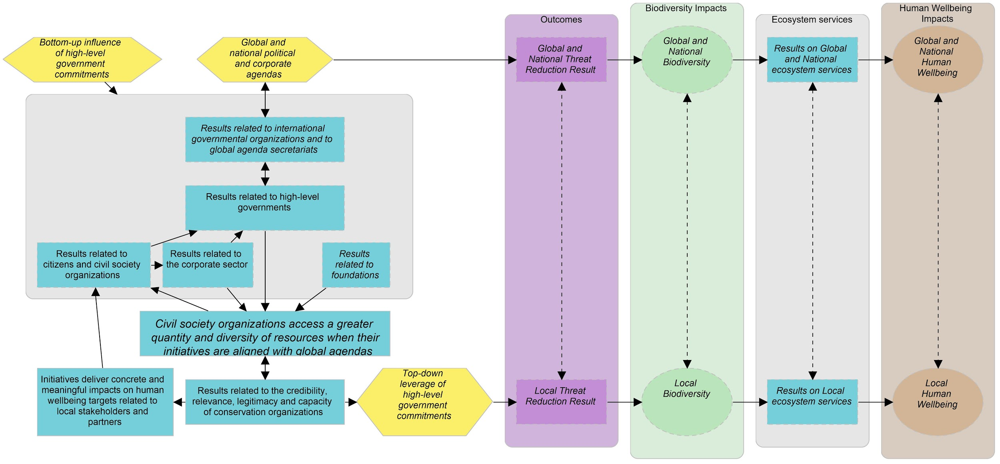 Bottom-up influence
of high-level
government
commitments
Global and
national political
and corporate
agendas
Outcomes
Biodiversity Impacts
Ecosystem services
Human Wellbeing
Impacts
Global and
National Threat
Reduction Result
Global and
National
Biodiversity
Results on Global
and National
ecosystem services
Global and
National
Human
Wellbeing
Results related to international
governmental organizations and to
global agenda secretariats
Results related to high-level
governments
Results related to
citizens and civil society
organizations
Results related to
the corporate sector
Results
related to
foundations
Civil society organizations access a greater
quantity and diversity of resources when their
initiatives are aligned with global agendas
Initiatives deliver concrete and
meaningful impacts on human
wellbeing targets related to
local stakeholders and
partners
Results related to the credibility,
relevance, legitimacy and capacity
of conservation organizations
Top-down
leverage of
high-level
government
commitments
Local Threat
Reduction Result
Local
Biodiversity
Results on Local
ecosystem services
Local
Human
Wellbeing